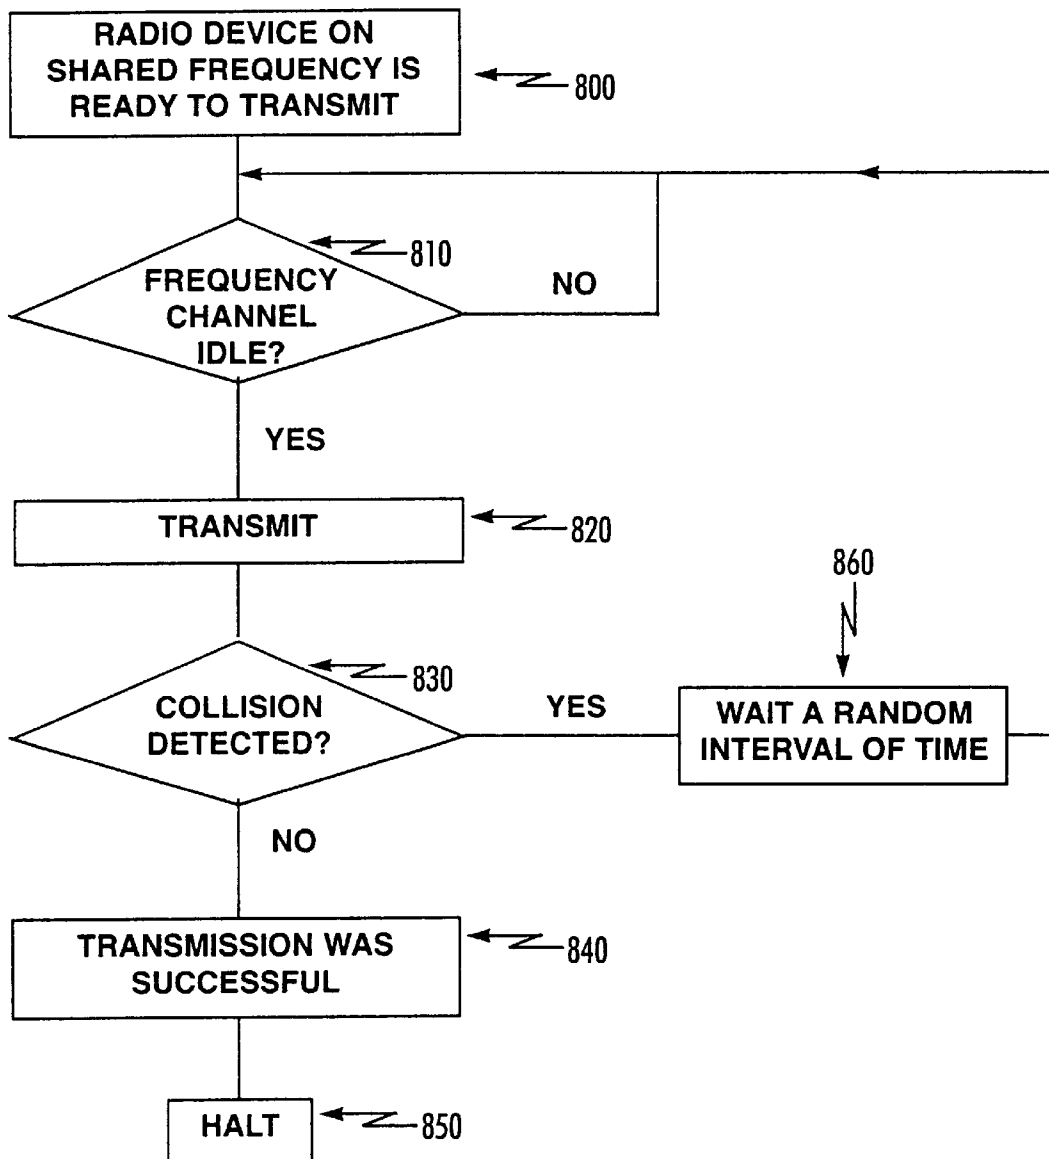 RADIO DEVICE ON
SHARED FREQUENCY IS
READY TO TRANSMIT
800
810
FREQUENCY
CHANNEL
IDLE?
NO
YES
TRANSMIT
820
860
830
COLLISION
DETECTED?
YES
WAIT A RANDOM
INTERVAL OF TIME
NO
TRANSMISSION WAS
SUCCESSFUL
840
HALT
850